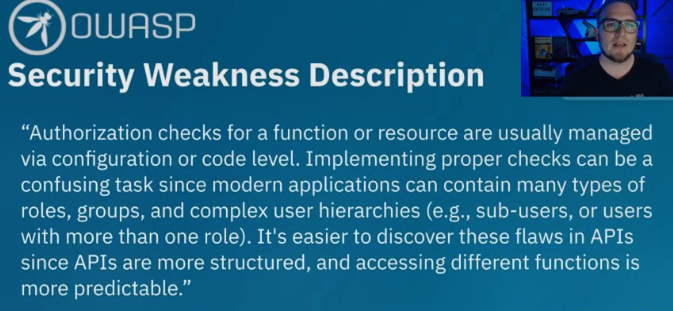 OWASP
Security Weakness Description
“Authorization checks for a function or resource are usually managed
via configuration or code level. Implementing proper checks can be a
confusing task since modern applications can contain many types of
roles, groups, and complex user hierarchies (e.g., sub-users, or users
with more than one role). It's easier to discover these flaws in APIs
since APIs are more structured, and accessing different functions is
more predictable.”